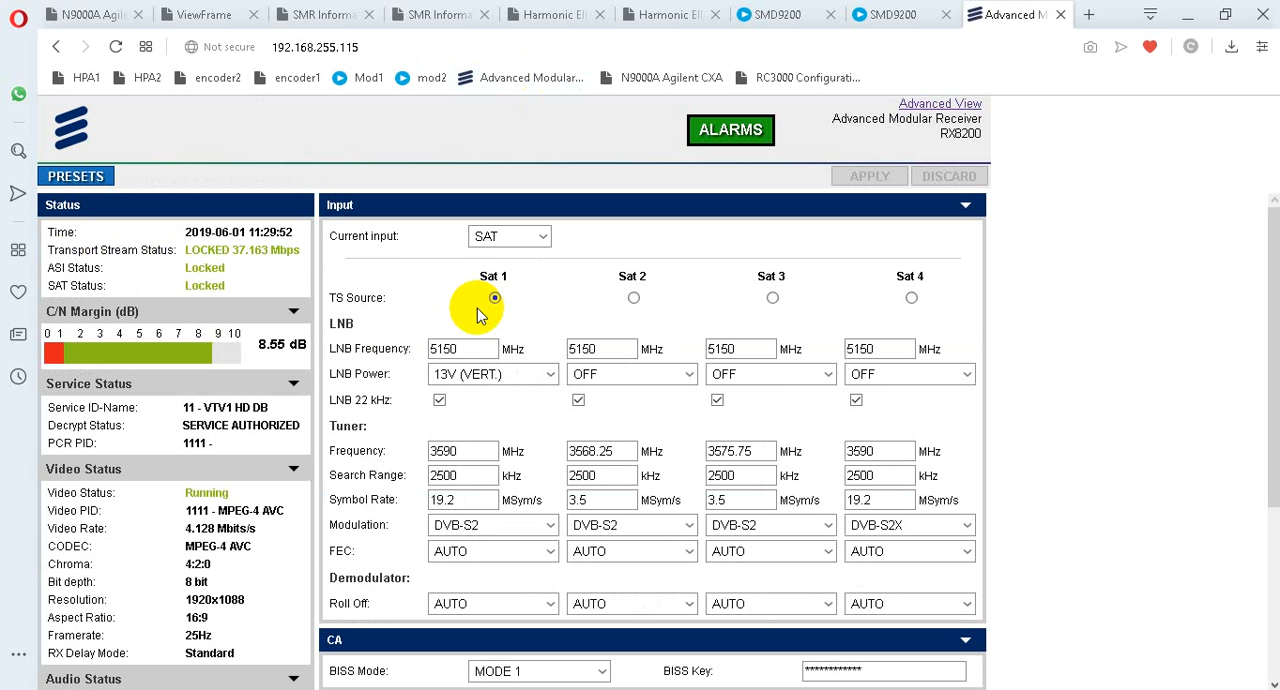 N9000A Agil
ViewFrame
SMR Informa
SMR Informa
Harmonic Ell
Harmonic Ell
SMD9200
SMD9200
Advanced M
Not secure 192.168.255.115
HPA1 HPA2 encoder2 encoder1 Mod1 mod2 Advanced Modular... N9000A Agilent CXA RC3000 Configurati...
Advanced View
ALARMS
Advanced Modular Receiver
RX8200
PRESETS
APPLY DISCARD
Status
Time: 2019-06-01 11:29:52
Transport Stream Status: LOCKED 37.163 Mbps
ASI Status: Locked
SAT Status: Locked
C/N Margin (dB)
0 1 2 3 4 5 6 7 8 9 10
8.55 dB
Service Status
Service ID-Name: 11 - VTV1 HD DB
Decrypt Status: SERVICE AUTHORIZED
PCR PID: 1111 -
Video Status
Video Status: Running
Video PID: 1111 - MPEG-4 AVC
Video Rate: 4.128 Mbits/s
CODEC: MPEG-4 AVC
Chroma: 4:2:0
Bit depth: 8 bit
Resolution: 1920x1088
Aspect Ratio: 16:9
Framerate: 25Hz
RX Delay Mode: Standard
Audio Status
Input
Current input: SAT
Sat 1 Sat 2 Sat 3 Sat 4
TS Source:
LNB
LNB Frequency: 5150 MHz 5150 MHz 5150 MHz 5150 MHz
LNB Power: 13V (VERT.) OFF OFF OFF
LNB 22 kHz:
Tuner:
Frequency: 3590 MHz 3568.25 MHz 3575.75 MHz 3590 MHz
Search Range: 2500 kHz 2500 kHz 2500 kHz 2500 kHz
Symbol Rate: 19.2 MSym/s 3.5 MSym/s 3.5 MSym/s 19.2 MSym/s
Modulation: DVB-S2 DVB-S2 DVB-S2 DVB-S2X
FEC: AUTO AUTO AUTO AUTO
Demodulator:
Roll Off: AUTO AUTO AUTO AUTO
CA
BISS Mode: MODE 1 BISS Key: ************